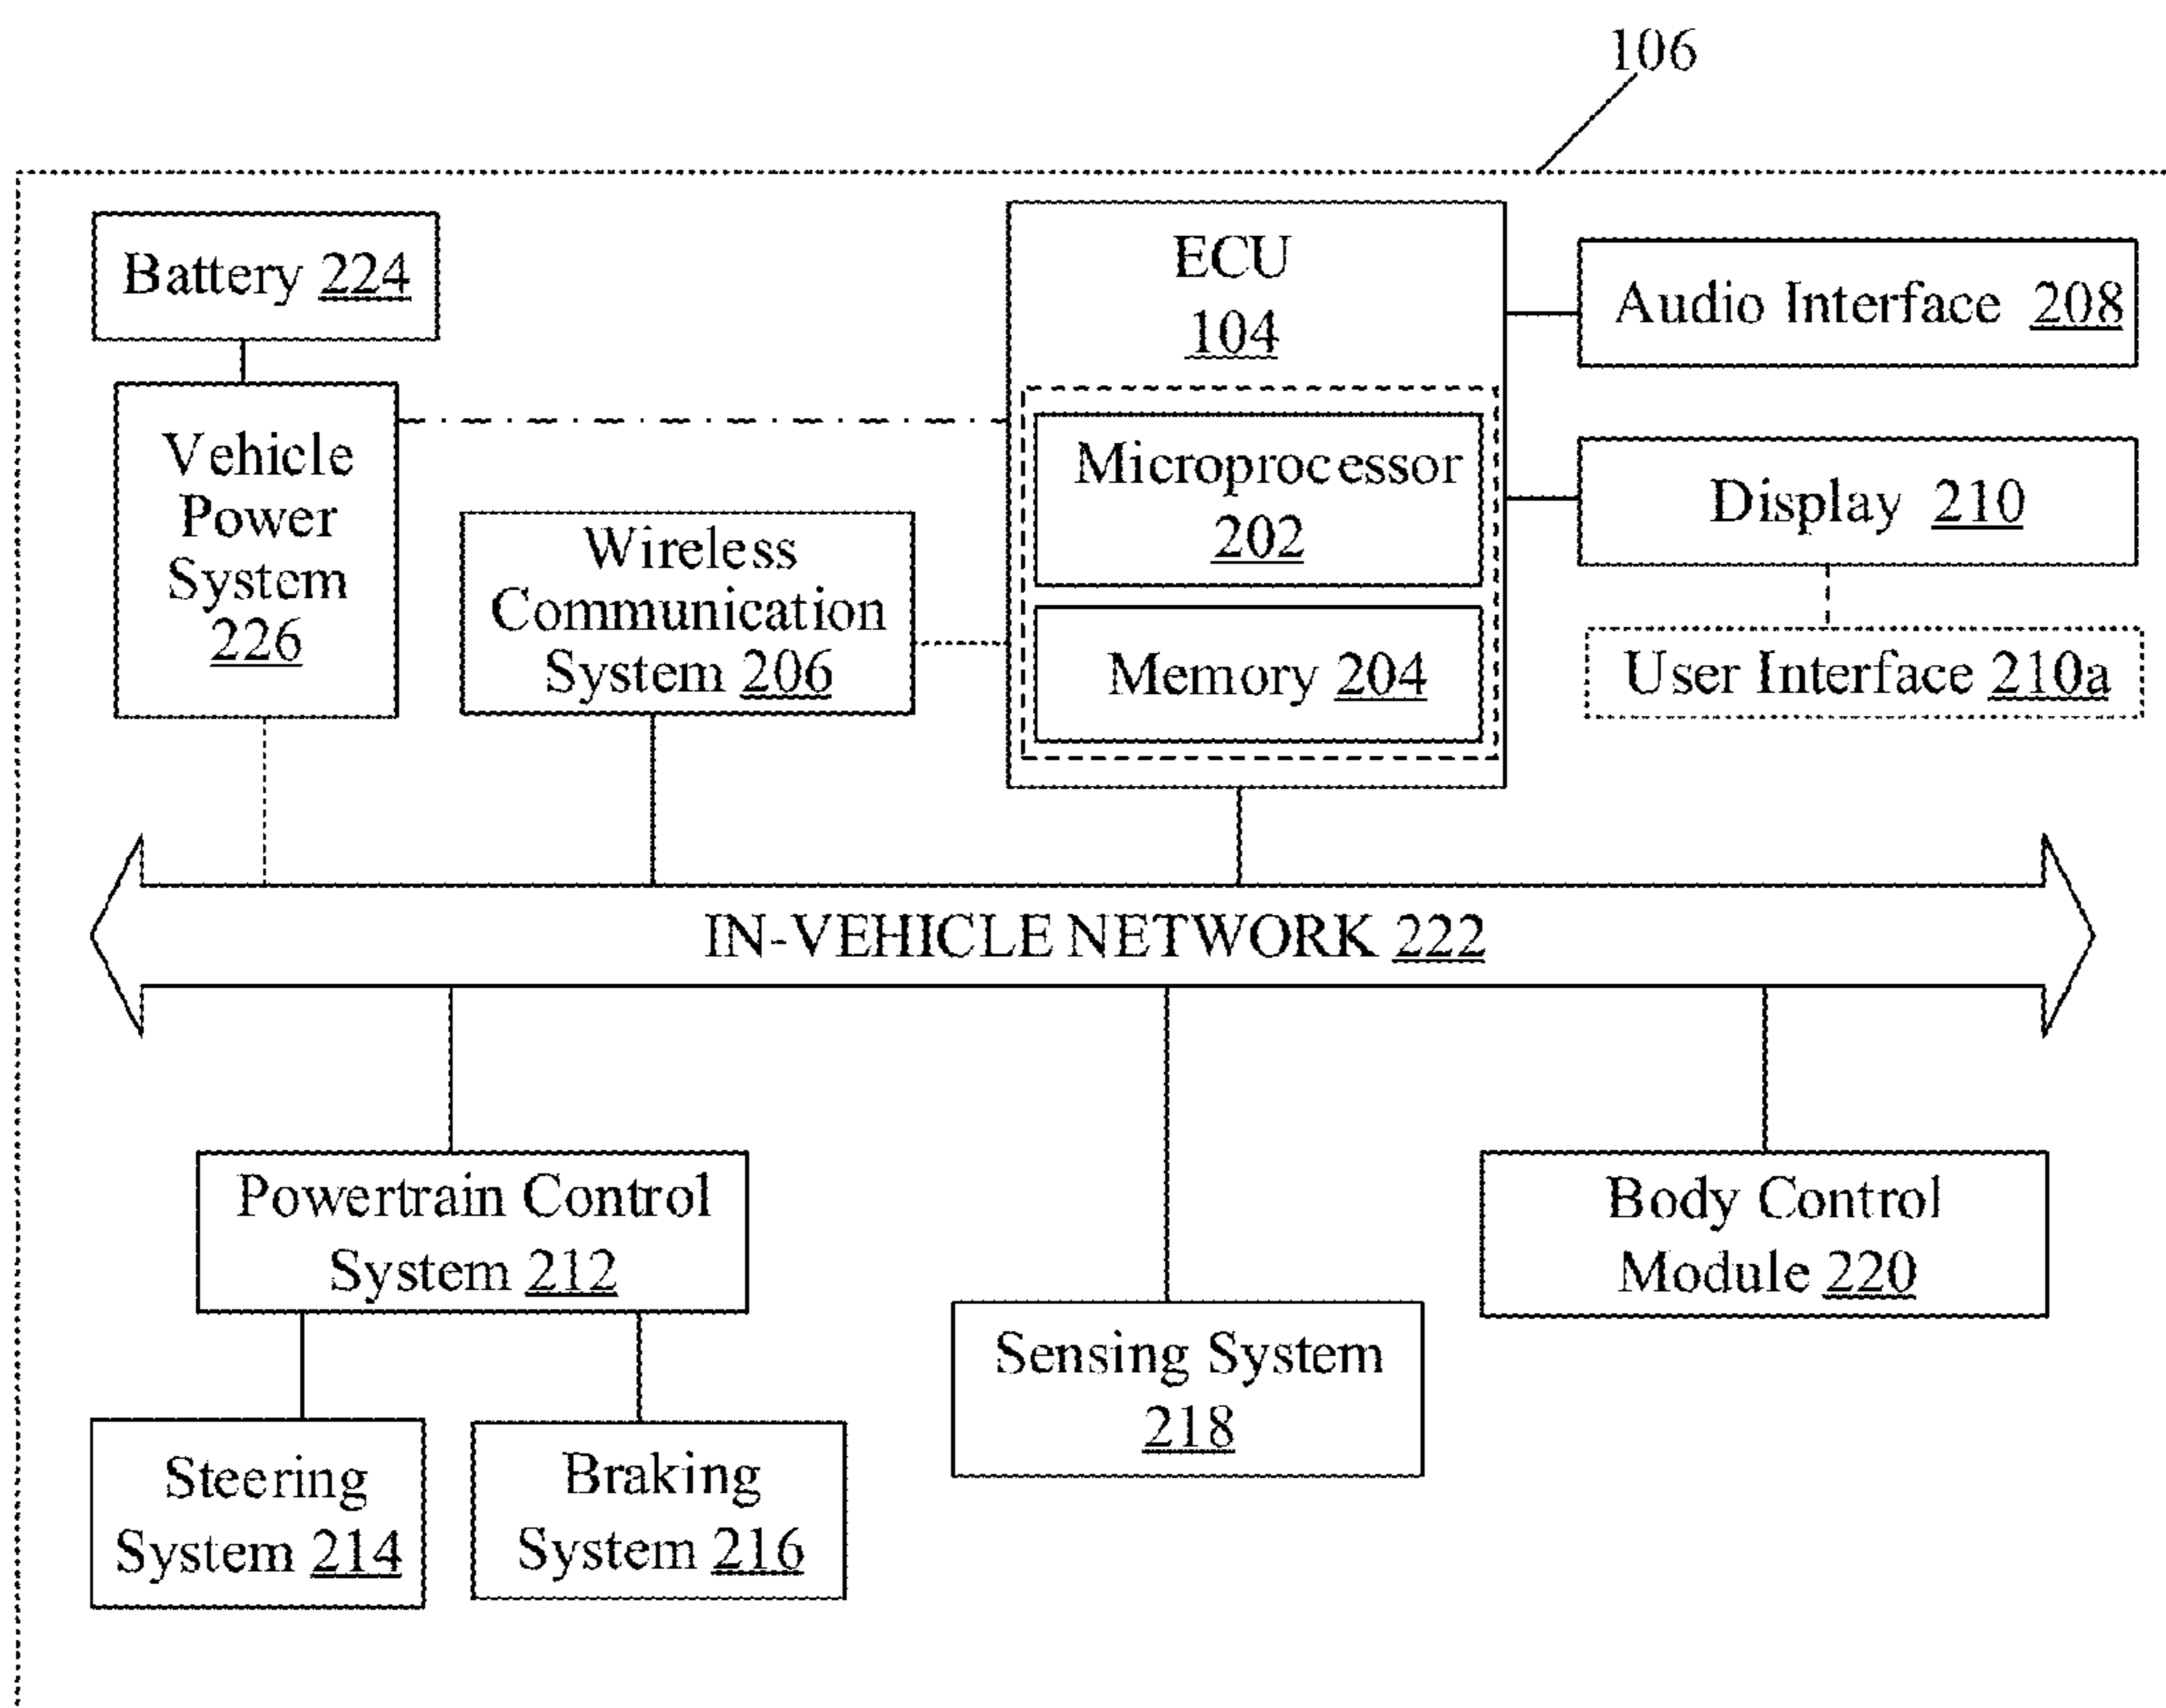 106
Battery 224
ECU
104
Audio Interface 208
Vehicle
Power
System
226
Microprocessor
202
Display 210
Wireless
Communication
System 206
Memory 204
User Interface 210a
IN-VEHICLE NETWORK 222
Powertrain Control
System 212
Body Control
Module 220
Sensing System
218
Steering
System 214
Braking
System 216